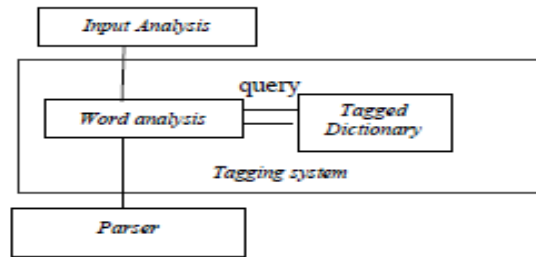 Input Analysis
query
Word analysis
Tagged
Dictionary
Tagging system
Parser